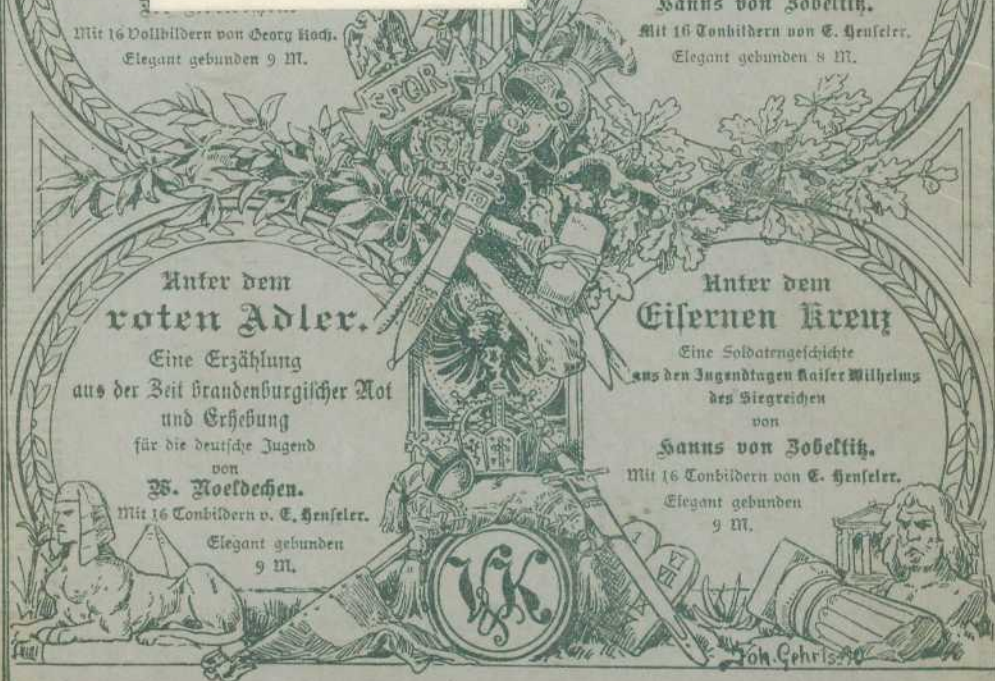 Mit 16 Vollbildern von Georg Koch.
Elegant gebunden 9 M.
Hanns von Zobeltitz.
Mit 16 Tonbildern von E. Henseler.
Elegant gebunden 8 M.
SPQR
Unter dem
roten Adler.
Eine Erzählung
aus der Zeit brandenburgischer Not
und Erhebung
für die deutsche Jugend
von
W. Noeldechen.
Mit 16 Tonbildern v. E. Henseler.
Elegant gebunden
9 M.
Unter dem
Eisernen Kreuz
Eine Soldatengeschichte
aus den Jugendtagen Kaiser Wilhelms
des Siegreichen
von
Hanns von Zobeltitz.
Mit 16 Tonbildern von E. Henseler.
Elegant gebunden
9 M.
V&K
Joh. Gehrts